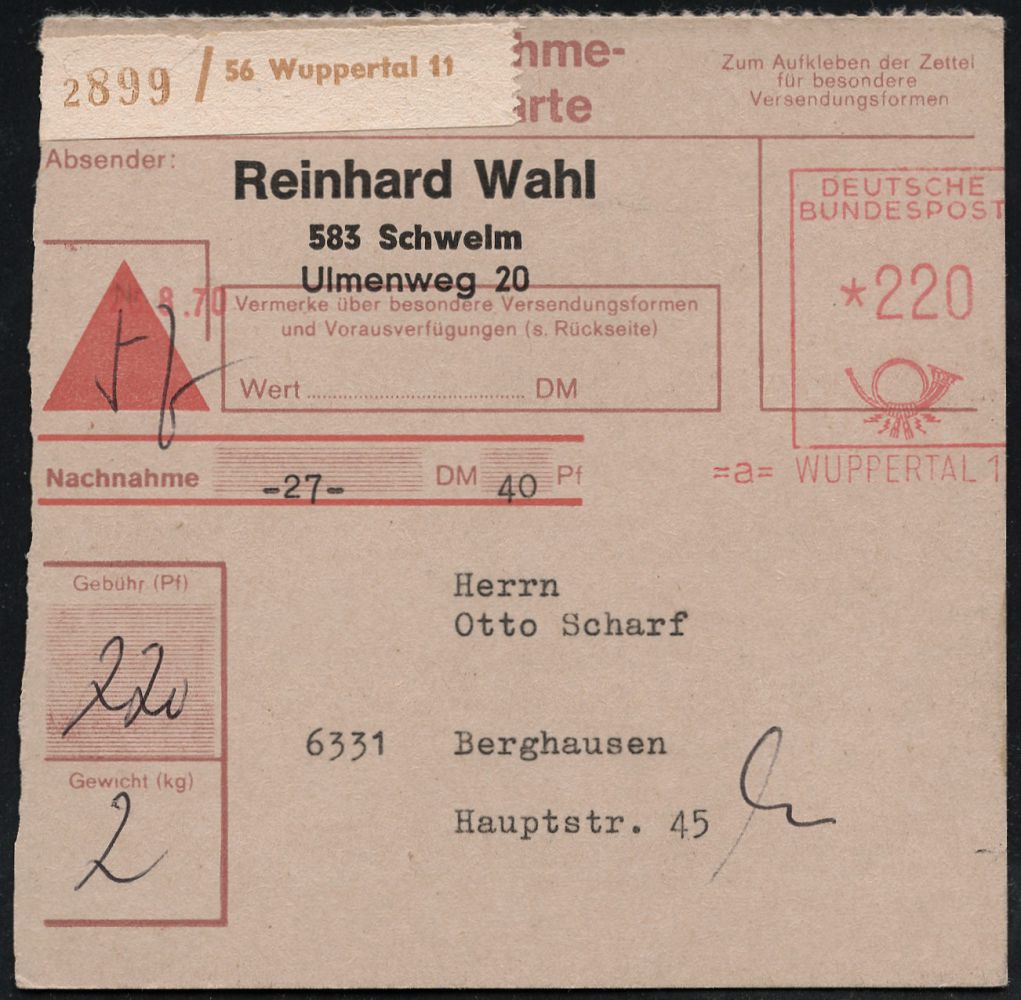 2899 / 56 Wuppertal 11
hme-
arte
Zum Aufkleben der Zettel
für besondere
Versendungsformen
Absender:
Reinhard Wahl
583 Schwelm
Ulmenweg 20
DEUTSCHE
BUNDESPOST
*220
8.70
Vermerke über besondere Versendungsformen
und Vorausverfügungen (s. Rückseite)
Wert DM
=a= WUPPERTAL 1
Nachnahme -27- DM 40 Pf
Gebühr (Pf)
220
Herrn
Otto Scharf
6331 Berghausen
Gewicht (kg)
2
Hauptstr. 45